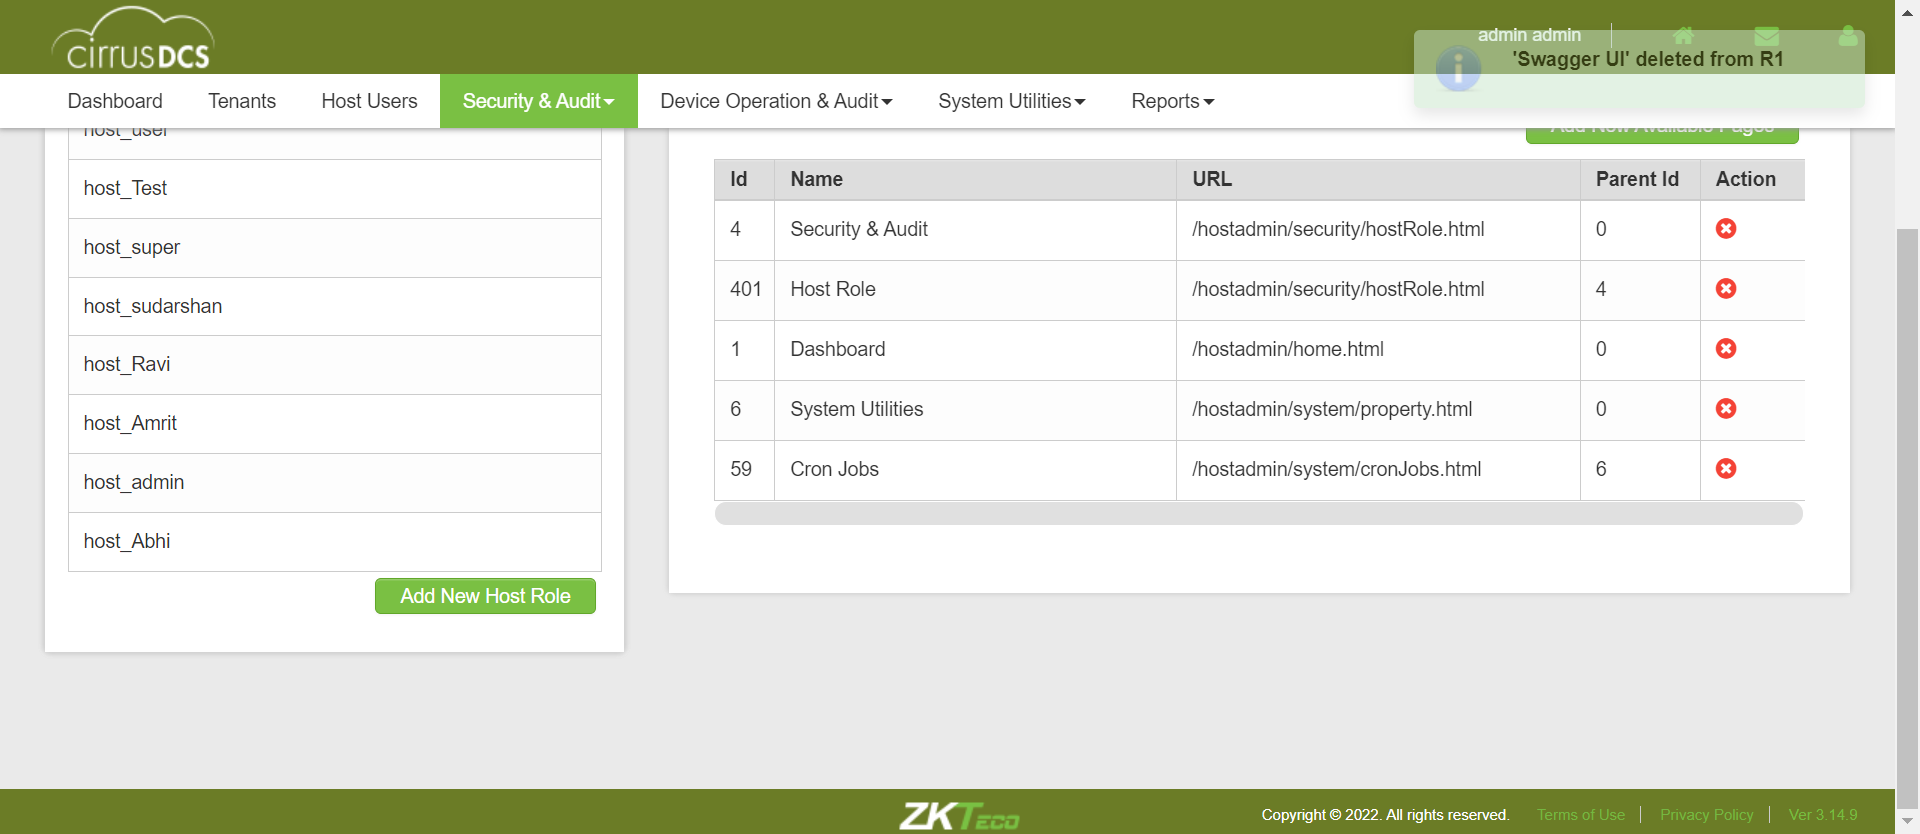 cirrusDCS
admin admin
'Swagger UI' deleted from R1
Dashboard Tenants Host Users Security & Audit Device Operation & Audit System Utilities Reports
host_user
host_Test
host_super
host_sudarshan
host_Ravi
host_Amrit
host_admin
host_Abhi
Add New Host Role
Add New Available Pages
Id Name URL Parent Id Action
4 Security & Audit /hostadmin/security/hostRole.html 0
401 Host Role /hostadmin/security/hostRole.html 4
1 Dashboard /hostadmin/home.html 0
6 System Utilities /hostadmin/system/property.html 0
59 Cron Jobs /hostadmin/system/cronJobs.html 6
ZKTeco
Copyright © 2022. All rights reserved. Terms of Use Privacy Policy Ver 3.14.9